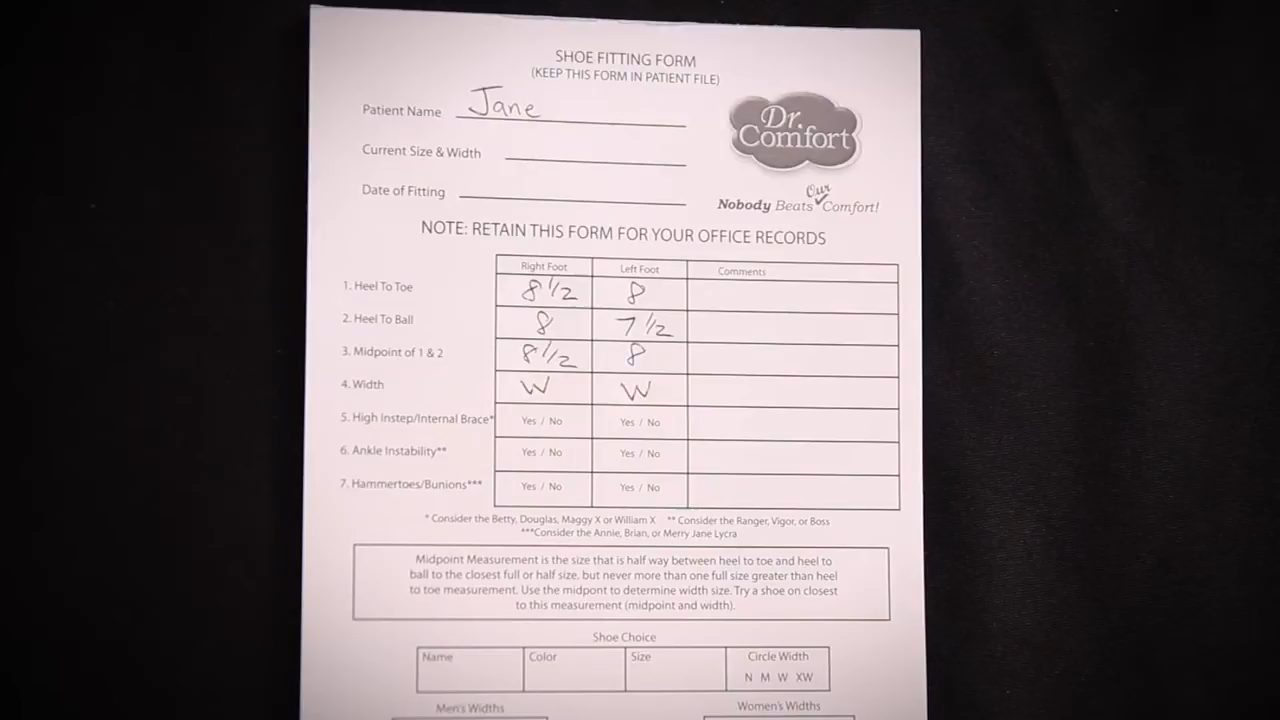 SHOE FITTING FORM
(KEEP THIS FORM IN PATIENT FILE)
Patient Name Jane
Current Size & Width
Date of Fitting
Dr.
Comfort
Our
Nobody Beats Comfort!
NOTE: RETAIN THIS FORM FOR YOUR OFFICE RECORDS
Right Foot Left Foot Comments
1. Heel To Toe 8 1/2 8
2. Heel To Ball 8 7 1/2
3. Midpoint of 1 & 2 8 1/2 8
4. Width W W
5. High Instep/Internal Brace* Yes / No Yes / No
6. Ankle Instability** Yes / No Yes / No
7. Hammertoes/Bunions*** Yes / No Yes / No
* Consider the Betty, Douglas, Maggy X or William X ** Consider the Ranger, Vigor, or Boss
***Consider the Annie, Brian, or Merry Jane Lycra
Midpoint Measurement is the size that is half way between heel to toe and heel to
ball to the closest full or half size, but never more than one full size greater than heel
to toe measurement. Use the midpont to determine width size. Try a shoe on closest
to this measurement (midpoint and width).
Shoe Choice
Name Color Size Circle Width
N M W XW
Men's Widths Women's Widths